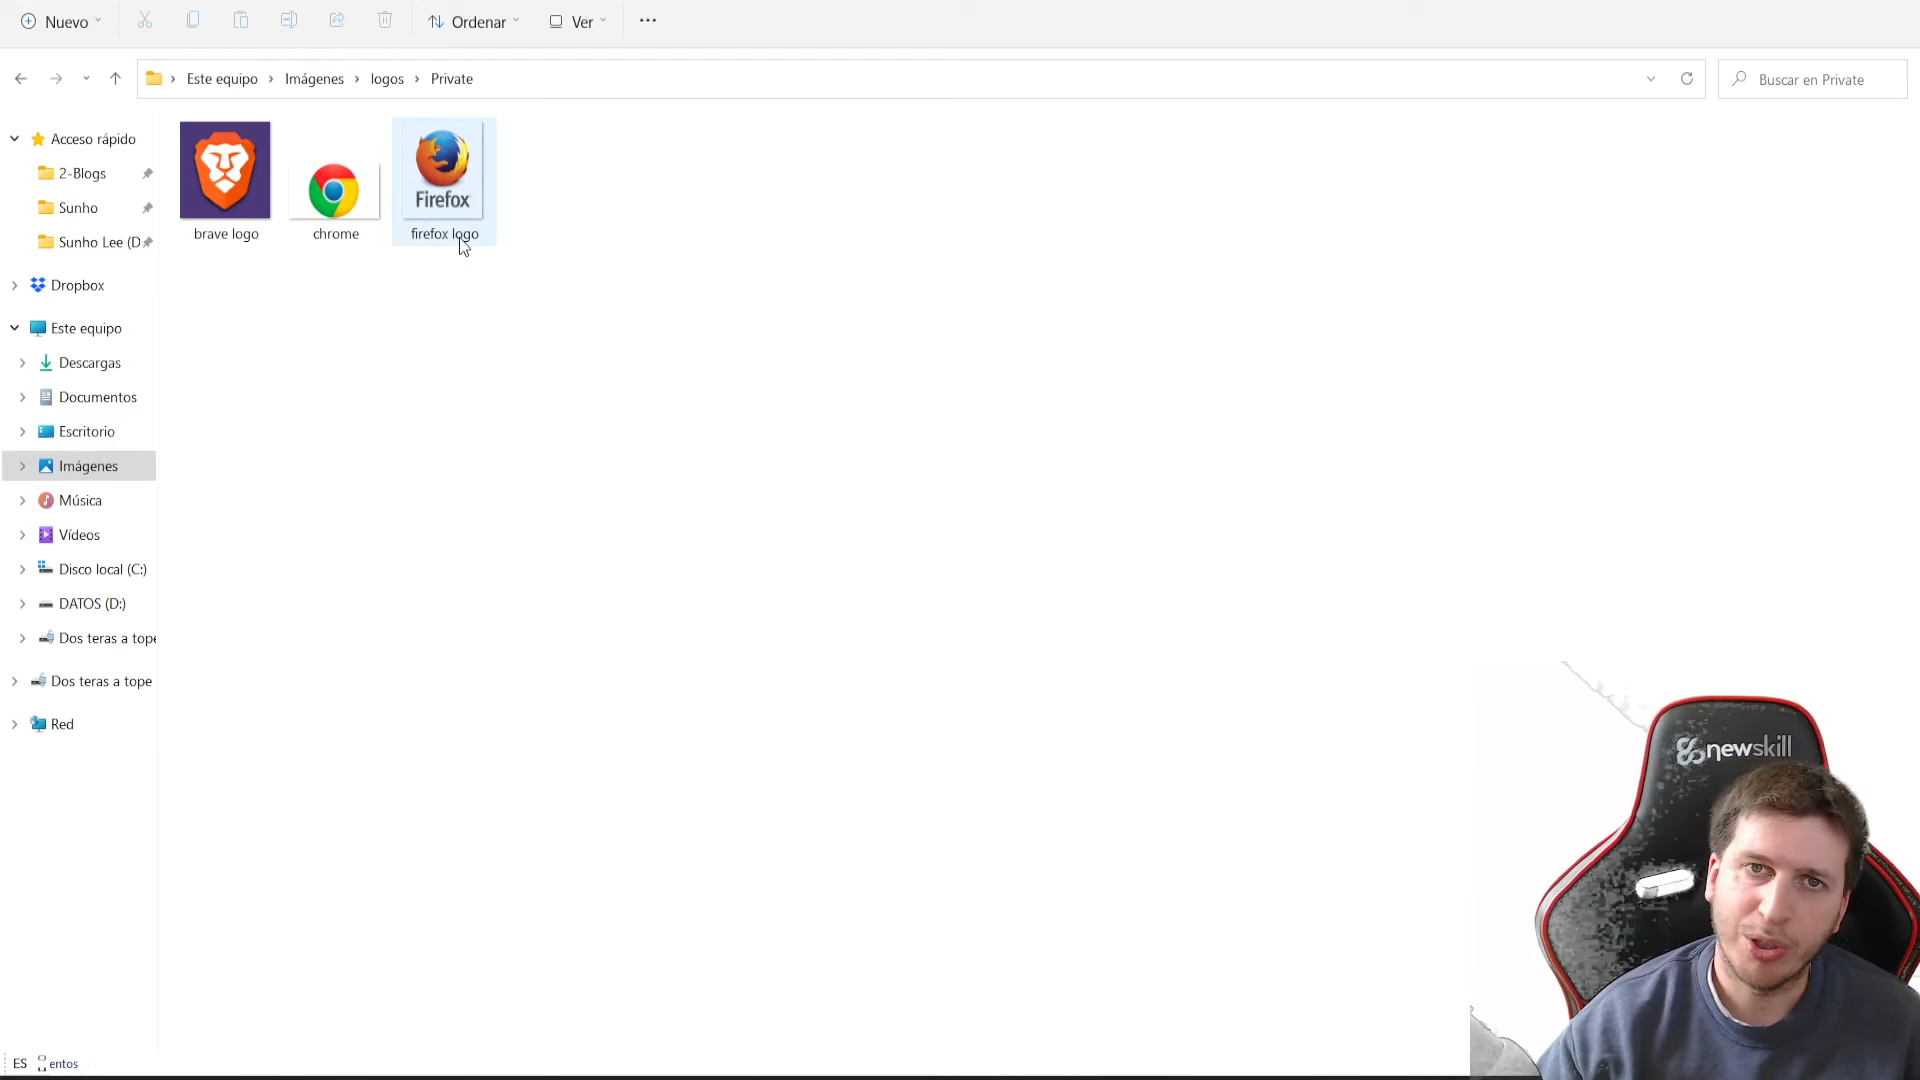 Nuevo
Ordenar
Ver
Este equipo
Imágenes
logos
Private
Buscar en Private
Acceso rápido
2-Blogs
Sunho
Sunho Lee (D
Dropbox
Este equipo
Descargas
Documentos
Escritorio
Imágenes
Música
Vídeos
Disco local (C:)
DATOS (D:)
Dos teras a tope
Dos teras a tope
Red
Firefox
brave logo
chrome
firefox logo
newskill
ES
entos